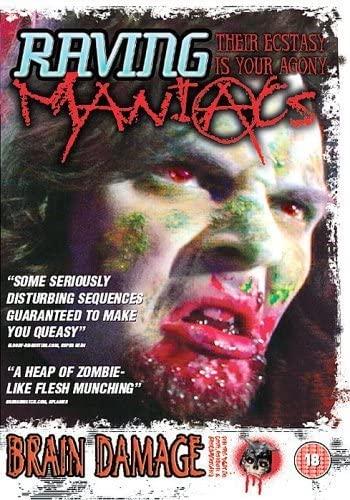 RAVING
THEIR ECSTASY
IS YOUR AGONY
MANIACS
"SOME SERIOUSLY
DISTURBING SEQUENCES
GUARANTEED TO MAKE
YOU QUEASY"
"A HEAP OF ZOMBIE-
LIKE FLESH MUNCHING"
BRAIN DAMAGE
18